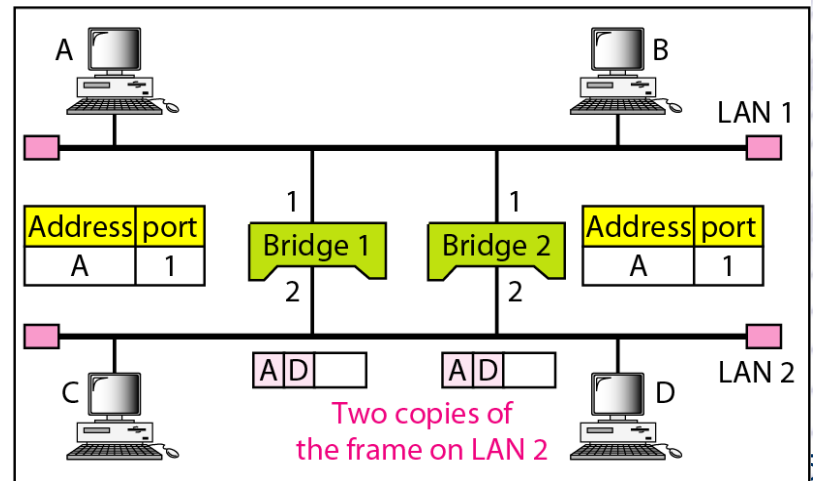 A
B
LAN 1
1
1
Address port
A 1
Bridge 1
Bridge 2
Address port
A 1
2
2
A D
A D
LAN 2
C
D
Two copies of
the frame on LAN 2